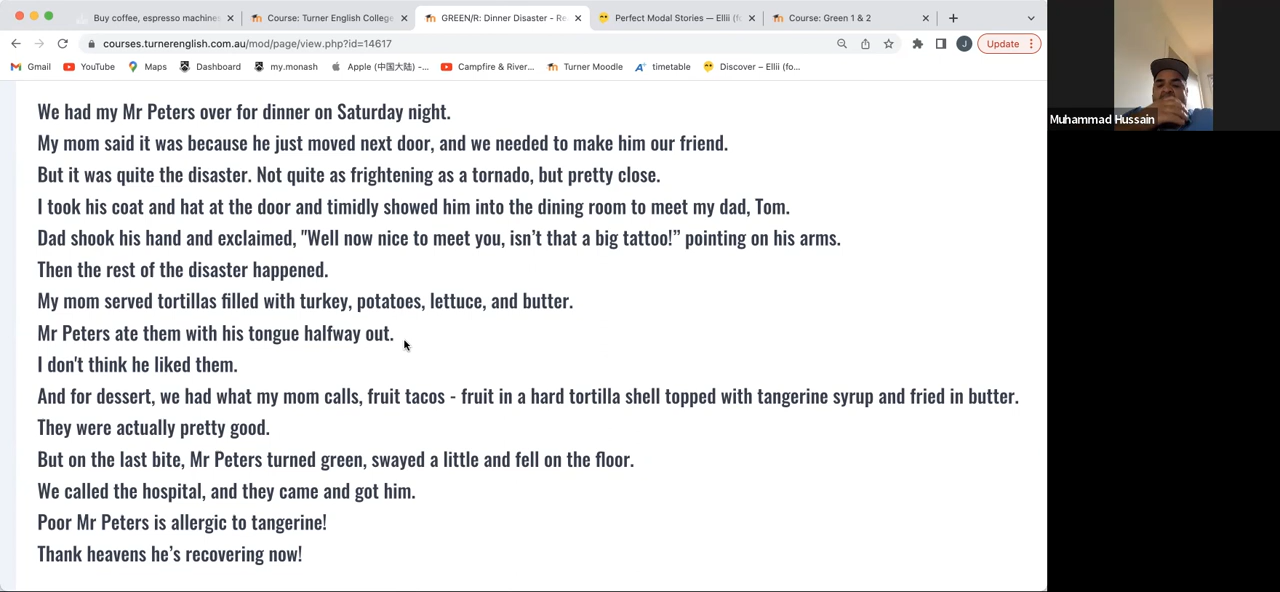 Buy coffee, espresso machine
Course: Turner English College
GREEN/R: Dinner Disaster - Re
Perfect Modal Stories — Ellii (fo
Course: Green 1 & 2
courses.turnerenglish.com.au/mod/page/view.php?id=14617
J
Update
Gmail
YouTube
Maps
Dashboard
my.monash
Apple (中国大陆) -...
Campfire & River...
Turner Moodle
timetable
Discover – Ellii (fo...
We had my Mr Peters over for dinner on Saturday night.
My mom said it was because he just moved next door, and we needed to make him our friend.
But it was quite the disaster. Not quite as frightening as a tornado, but pretty close.
I took his coat and hat at the door and timidly showed him into the dining room to meet my dad, Tom.
Dad shook his hand and exclaimed, "Well now nice to meet you, isn’t that a big tattoo!” pointing on his arms.
Then the rest of the disaster happened.
My mom served tortillas filled with turkey, potatoes, lettuce, and butter.
Mr Peters ate them with his tongue halfway out.
I don't think he liked them.
And for dessert, we had what my mom calls, fruit tacos - fruit in a hard tortilla shell topped with tangerine syrup and fried in butter.
They were actually pretty good.
But on the last bite, Mr Peters turned green, swayed a little and fell on the floor.
We called the hospital, and they came and got him.
Poor Mr Peters is allergic to tangerine!
Thank heavens he’s recovering now!
Muhammad Hussain